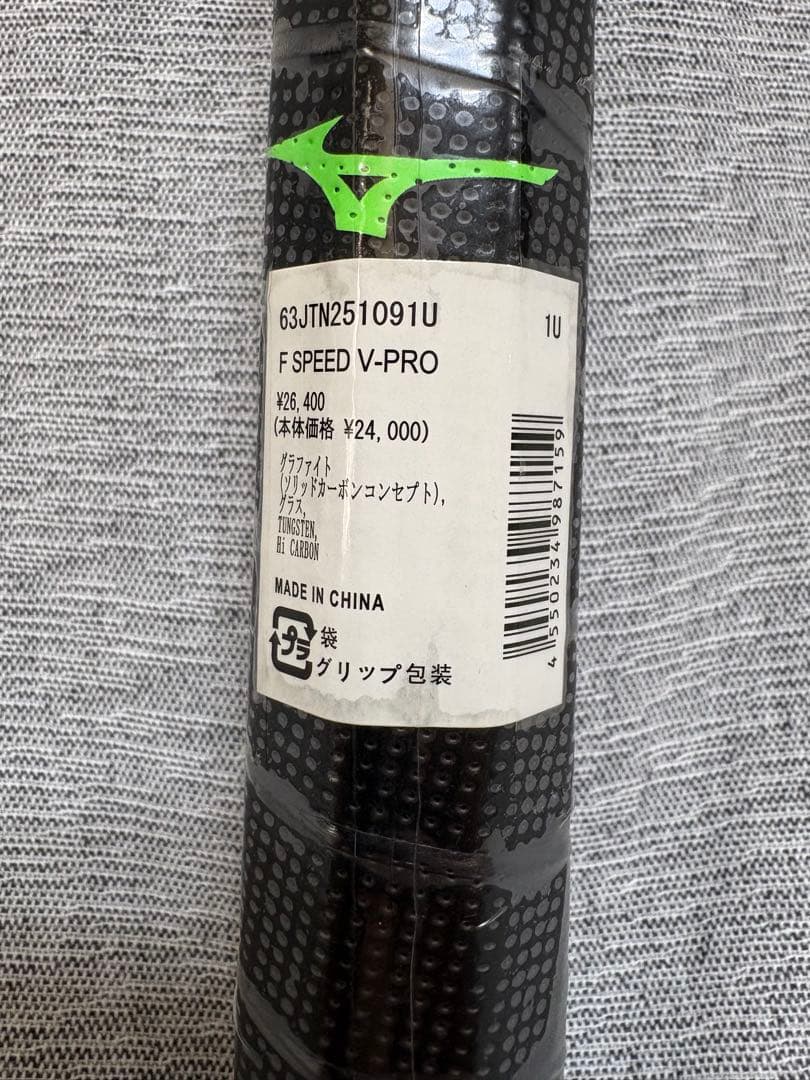 63JTN251091U 1U
F SPEED V-PRO
¥26,400
(本体価格 ¥24,000)
グラファイト
(ソリッドカーボンコンセプト),
グラス,
TUNGSTEN,
Hi CARBON
MADE IN CHINA
プラ 袋
グリップ包装
4550234987159